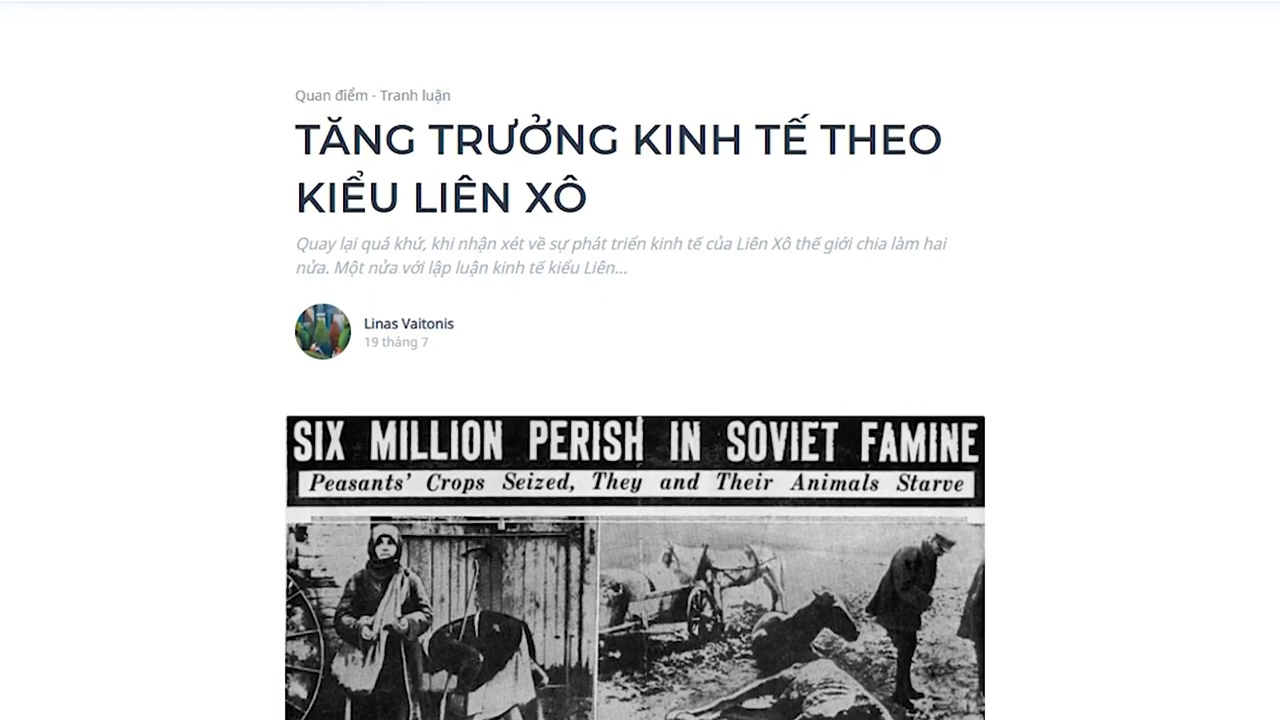 Quan điểm - Tranh luận
TĂNG TRƯỞNG KINH TẾ THEO
KIỂU LIÊN XÔ
Quay lại quá khứ, khi nhận xét về sự phát triển kinh tế của Liên Xô thế giới chia làm hai
nửa. Một nửa với lập luận kinh tế kiểu Liên...
Linas Vaitonis
19 tháng 7
SIX MILLION PERISH IN SOVIET FAMINE
Peasants' Crops Seized, They and Their Animals Starve